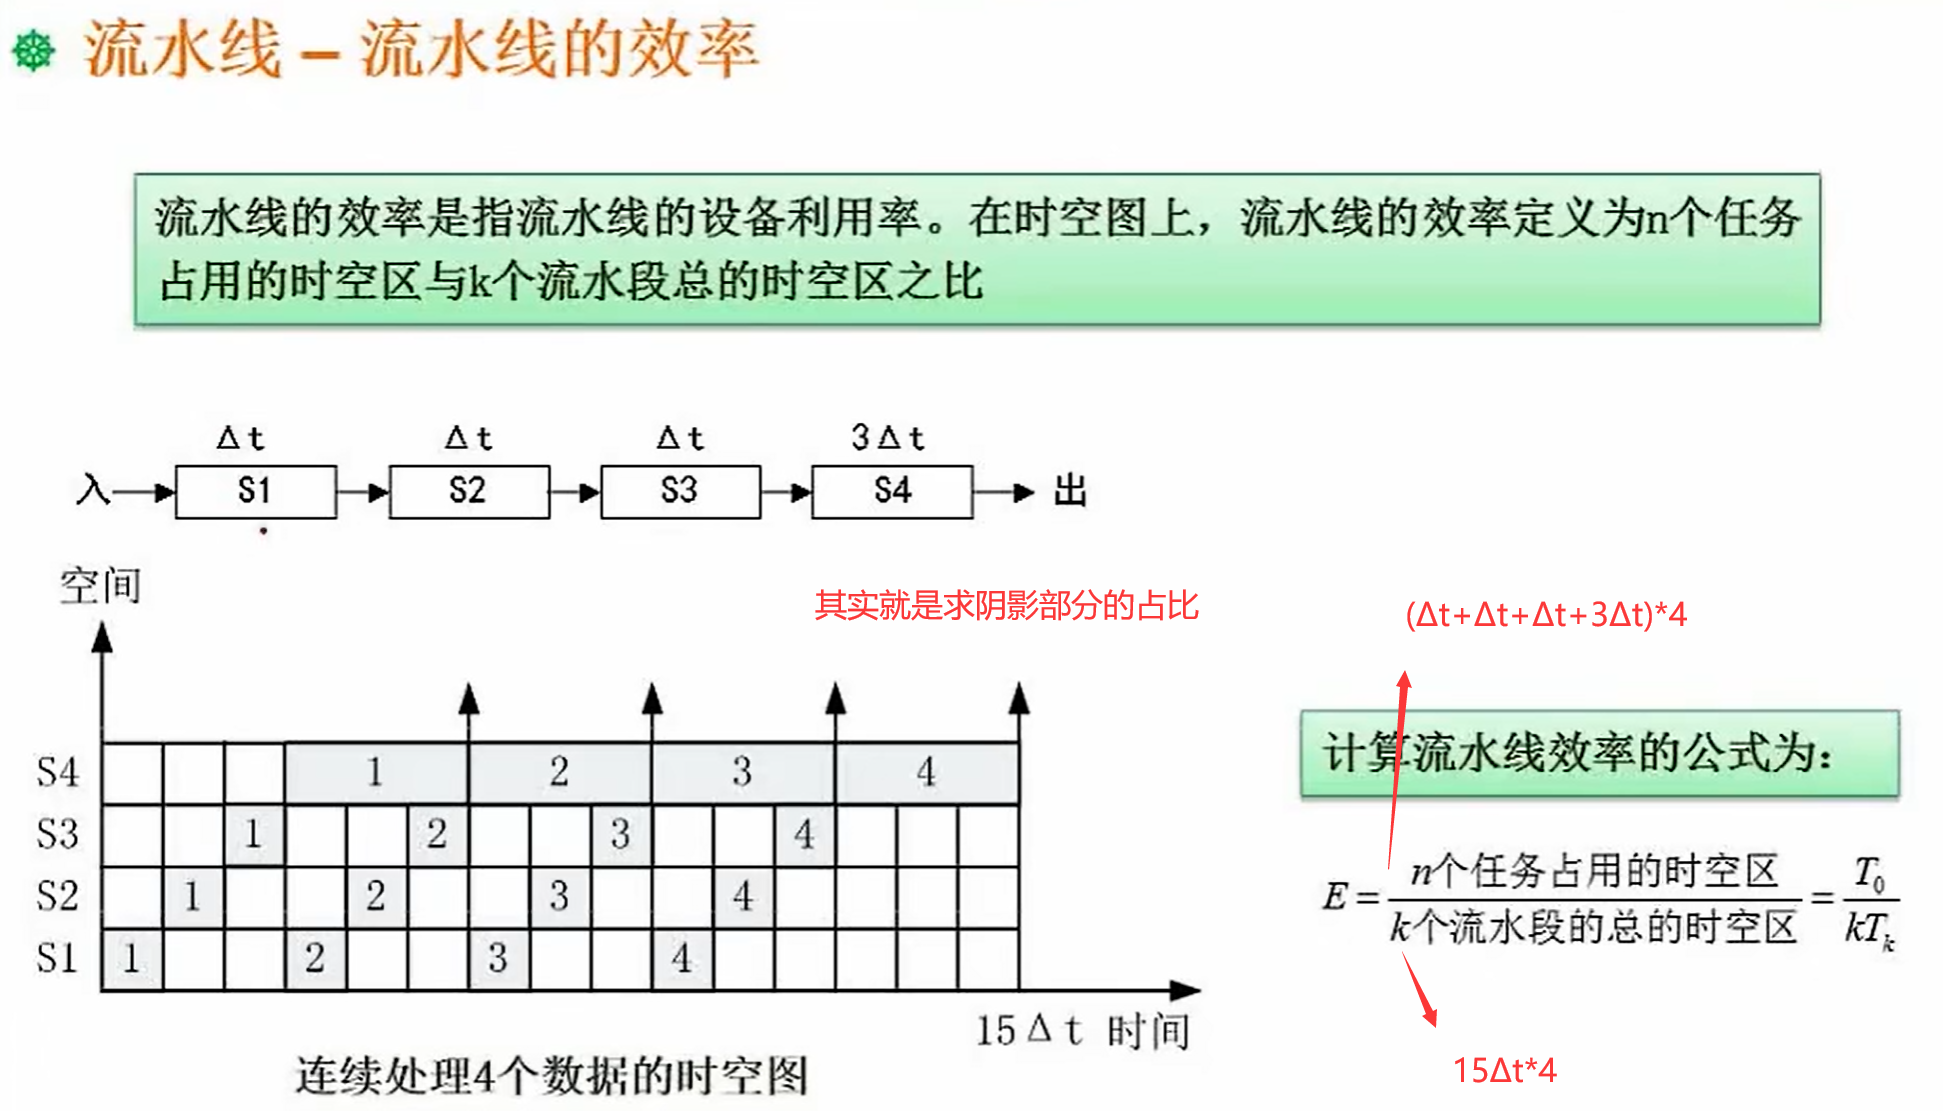 流水线 – 流水线的效率
流水线的效率是指流水线的设备利用率。在时空图上，流水线的效率定义为n个任务
占用的时空区与k个流水段总的时空区之比
Δt Δt Δt 3Δt
入 S1 S2 S3 S4 出
空间
其实就是求阴影部分的占比
(Δt+Δt+Δt+3Δt)*4
计算流水线效率的公式为：
S4 1 2 3 4
S3 1 2 3 4
S2 1 2 3 4
S1 1 2 3 4
E = n个任务占用的时空区 / k个流水段的总的时空区 = T₀ / kTₖ
15Δt 时间
15Δt*4
连续处理4个数据的时空图